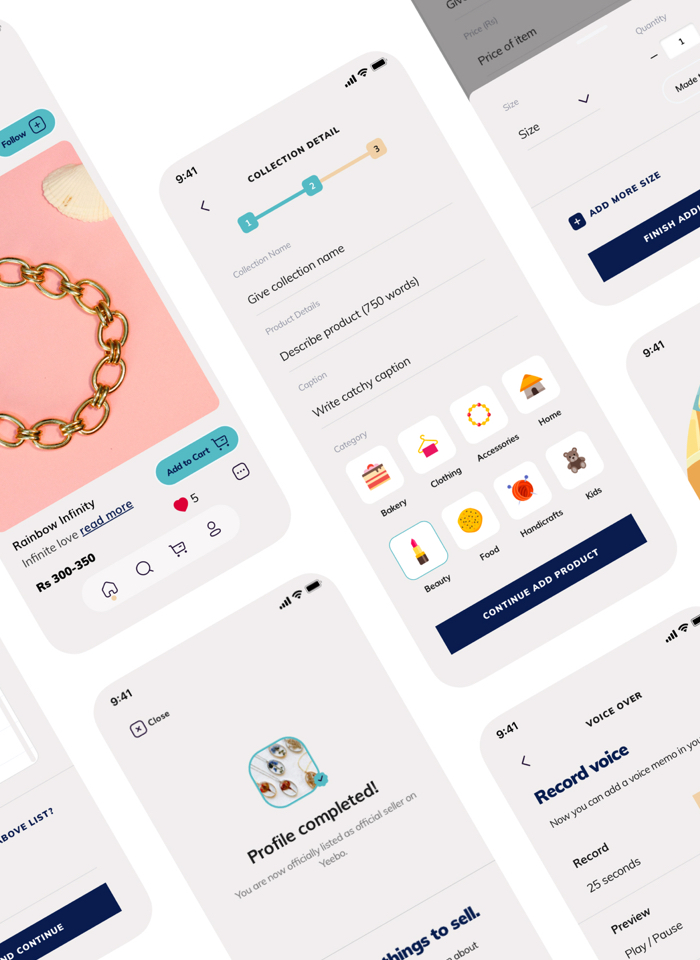 Follow
Add to Cart
Rainbow Infinity
Infinite love read more
5
Rs 300-350
9:41
COLLECTION DETAIL
1
2
3
Collection Name
Give collection name
Product Details
Describe product (750 words)
Caption
Write catchy caption
Category
Bakery
Clothing
Accessories
Home
Beauty
Food
Handicrafts
Kids
CONTINUE ADD PRODUCT
Price (Rs)
Price of item
Quantity
1
Size
Size
Made
ADD MORE SIZE
FINISH
9:41
9:41
Close
Profile completed!
You are now officially listed as official seller on
Yeebo.
things to sell.
about
LIST?
CONTINUE
9:41
VOICE OVER
Record voice
Now you can add a voice memo in
Record
25 seconds
Preview
Play / Pause